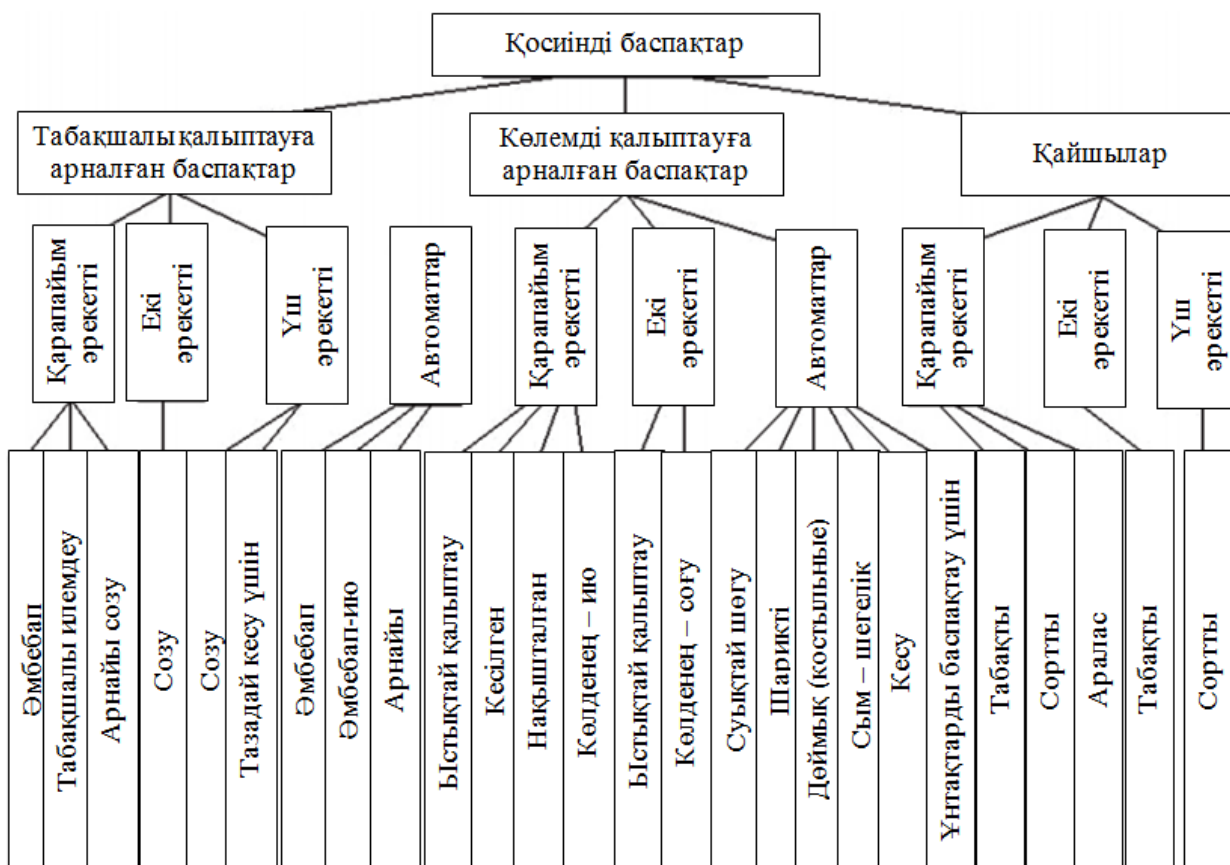 Қосиінді баспақтар
Табақшалы қалыптауға
арналған баспақтар
Көлемді қалыптауға
арналған баспақтар
Қайшылар
Қарапайым
әрекетті
Екі
әрекетті
Үш
әрекетті
Автоматтар
Қарапайым
әрекетті
Екі
әрекетті
Автоматтар
Қарапайым
әрекетті
Екі
әрекетті
Үш
әрекетті
Әмбебап
Табақшалы илемдеу
Арнайы созу
Созу
Созу
Тазадай кесу үшін
Әмбебап
Әмбебап-ию
Арнайы
Ыстықтай қалыптау
Кесілген
Нақышталған
Көлденең – ию
Ыстықтай қалыптау
Көлденең – соғу
Суықтай шөгу
Шарикті
Дөймық (костыльные)
Сым – шегелік
Кесу
Ұнтақтарды баспақтау үшін
Табақты
Сортты
Аралас
Табақты
Сортты